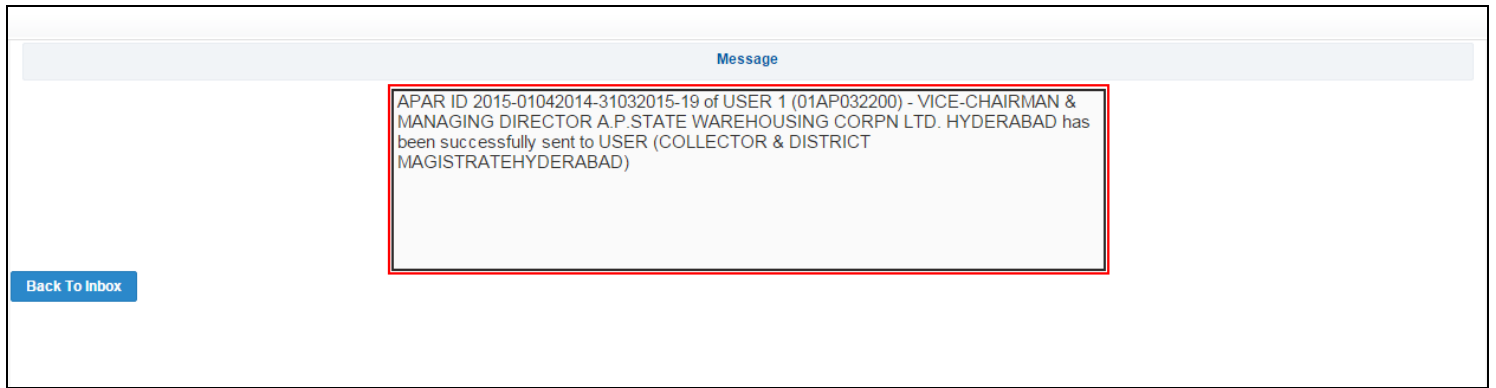 Message
APAR ID 2015-01042014-31032015-19 of USER 1 (01AP032200) - VICE-CHAIRMAN &
MANAGING DIRECTOR A.P.STATE WAREHOUSING CORPN LTD. HYDERABAD has
been successfully sent to USER (COLLECTOR & DISTRICT
MAGISTRATEHYDERABAD)
Back To Inbox